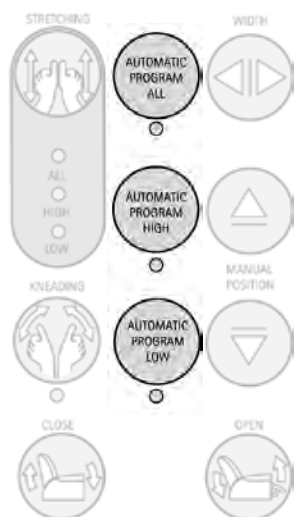 STRETCHING
WIDTH
AUTOMATIC
PROGRAM
ALL
ALL
HIGH
LOW
AUTOMATIC
PROGRAM
HIGH
KNEADING
MANUAL
POSITION
AUTOMATIC
PROGRAM
LOW
CLOSE
OPEN